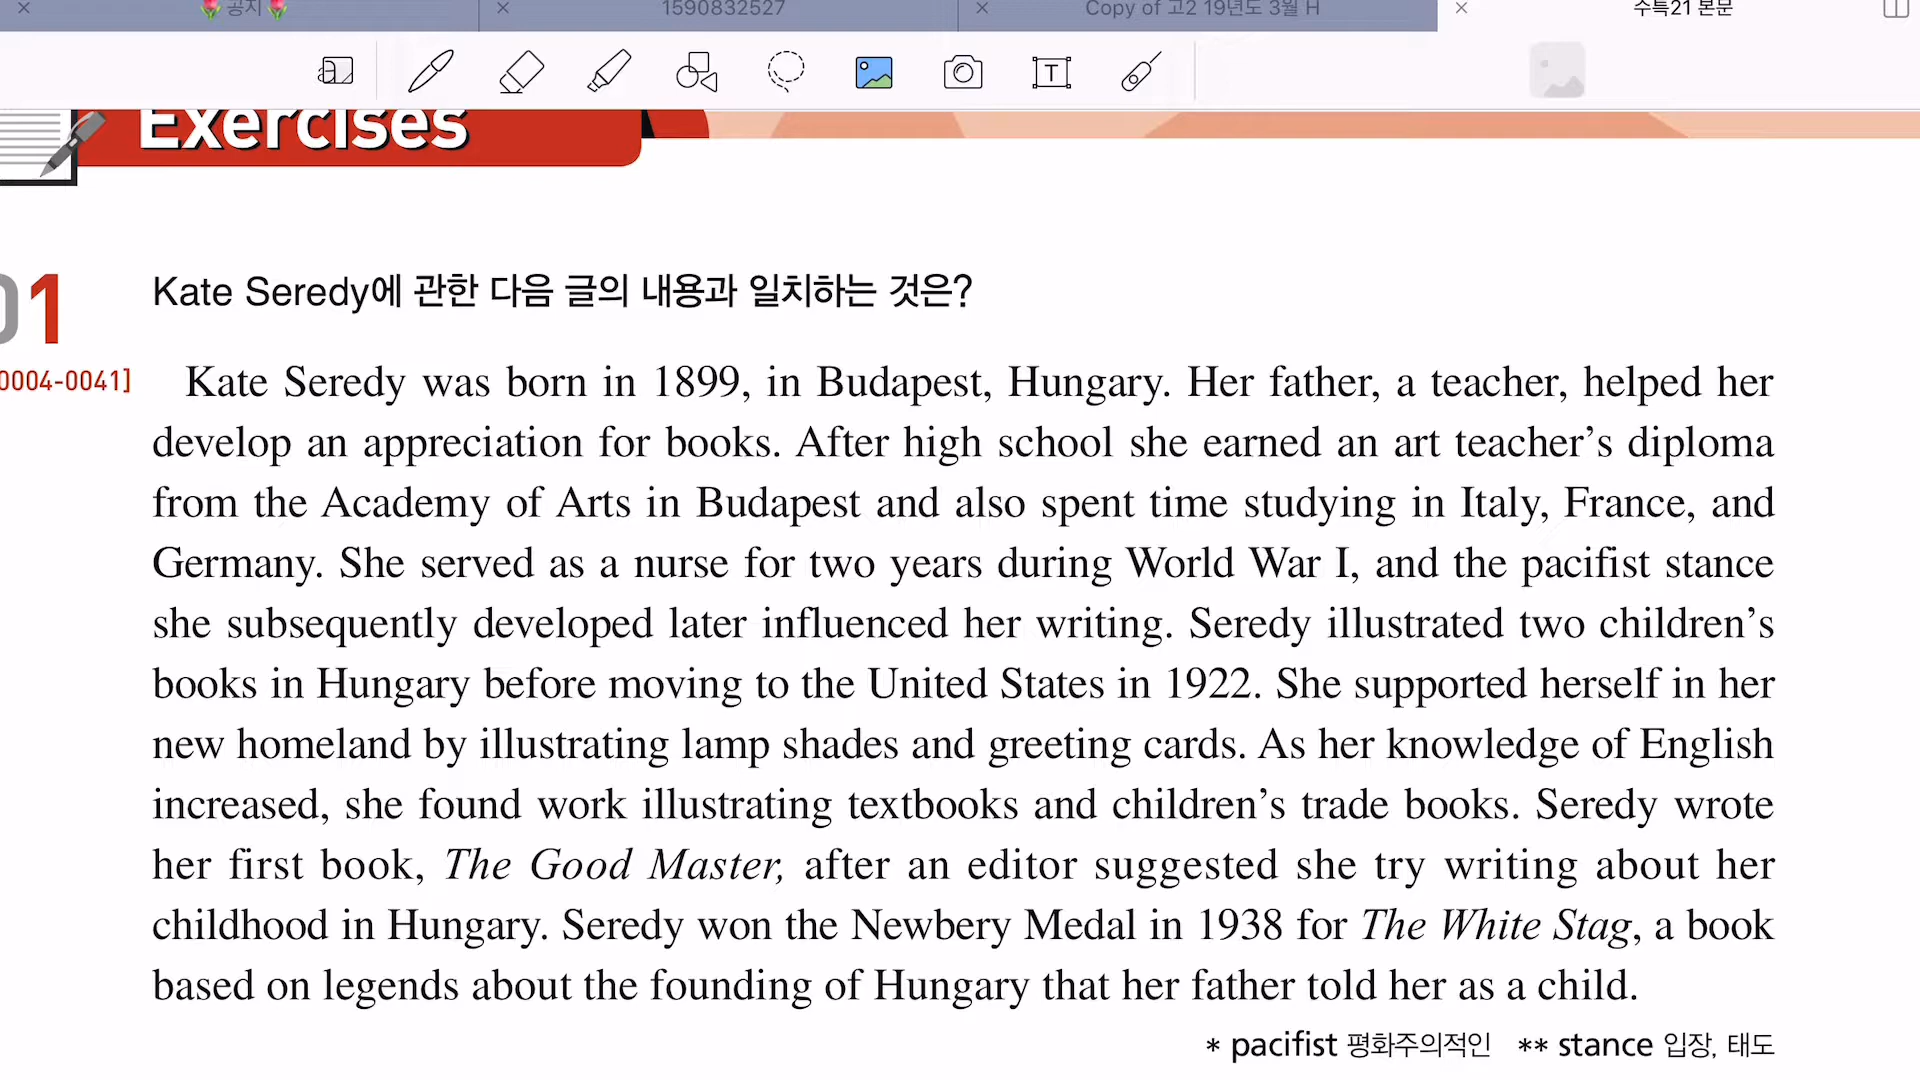 공지
1590832527
Copy of 고2 19년도 3월 H
수특21 본문
Exercises
01
0004-0041]
Kate Seredy에 관한 다음 글의 내용과 일치하는 것은?
Kate Seredy was born in 1899, in Budapest, Hungary. Her father, a teacher, helped her
develop an appreciation for books. After high school she earned an art teacher’s diploma
from the Academy of Arts in Budapest and also spent time studying in Italy, France, and
Germany. She served as a nurse for two years during World War I, and the pacifist stance
she subsequently developed later influenced her writing. Seredy illustrated two children’s
books in Hungary before moving to the United States in 1922. She supported herself in her
new homeland by illustrating lamp shades and greeting cards. As her knowledge of English
increased, she found work illustrating textbooks and children’s trade books. Seredy wrote
her first book, The Good Master, after an editor suggested she try writing about her
childhood in Hungary. Seredy won the Newbery Medal in 1938 for The White Stag, a book
based on legends about the founding of Hungary that her father told her as a child.
* pacifist 평화주의적인 ** stance 입장, 태도